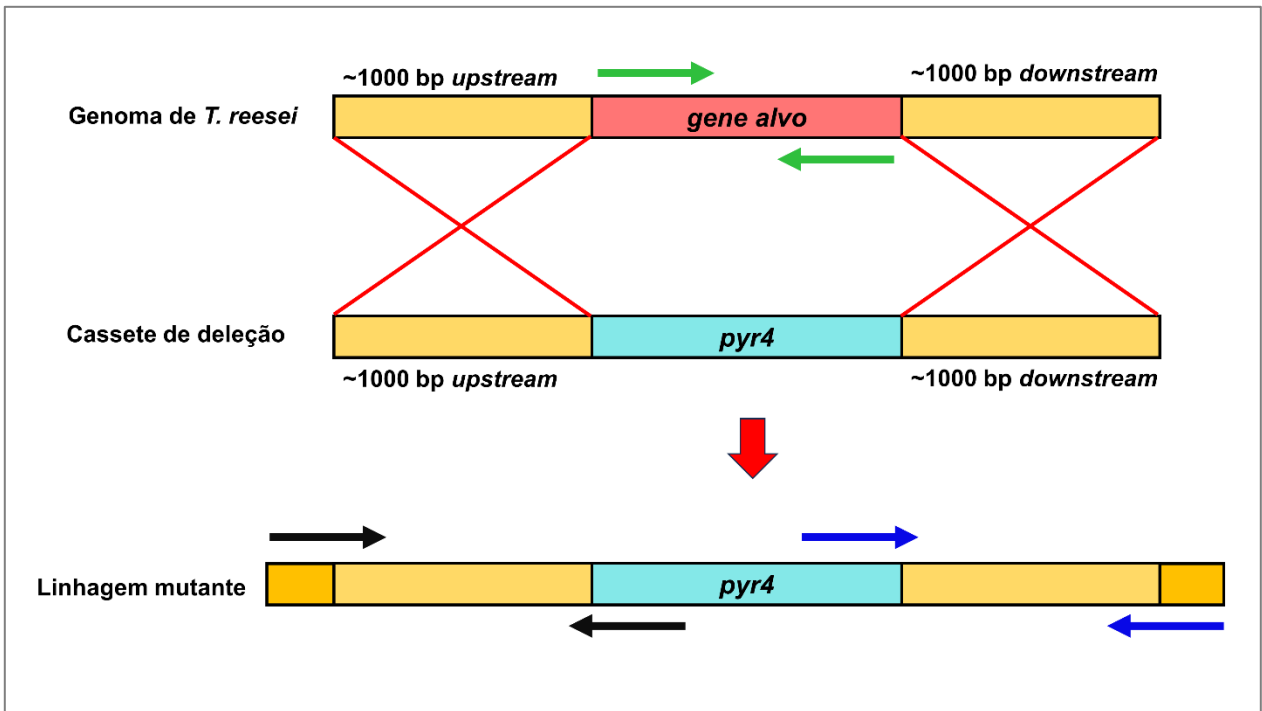 ~1000 bp upstream
~1000 bp downstream
Genoma de T. reesei
gene alvo
Cassete de deleção
pyr4
~1000 bp upstream
~1000 bp downstream
Linhagem mutante
pyr4